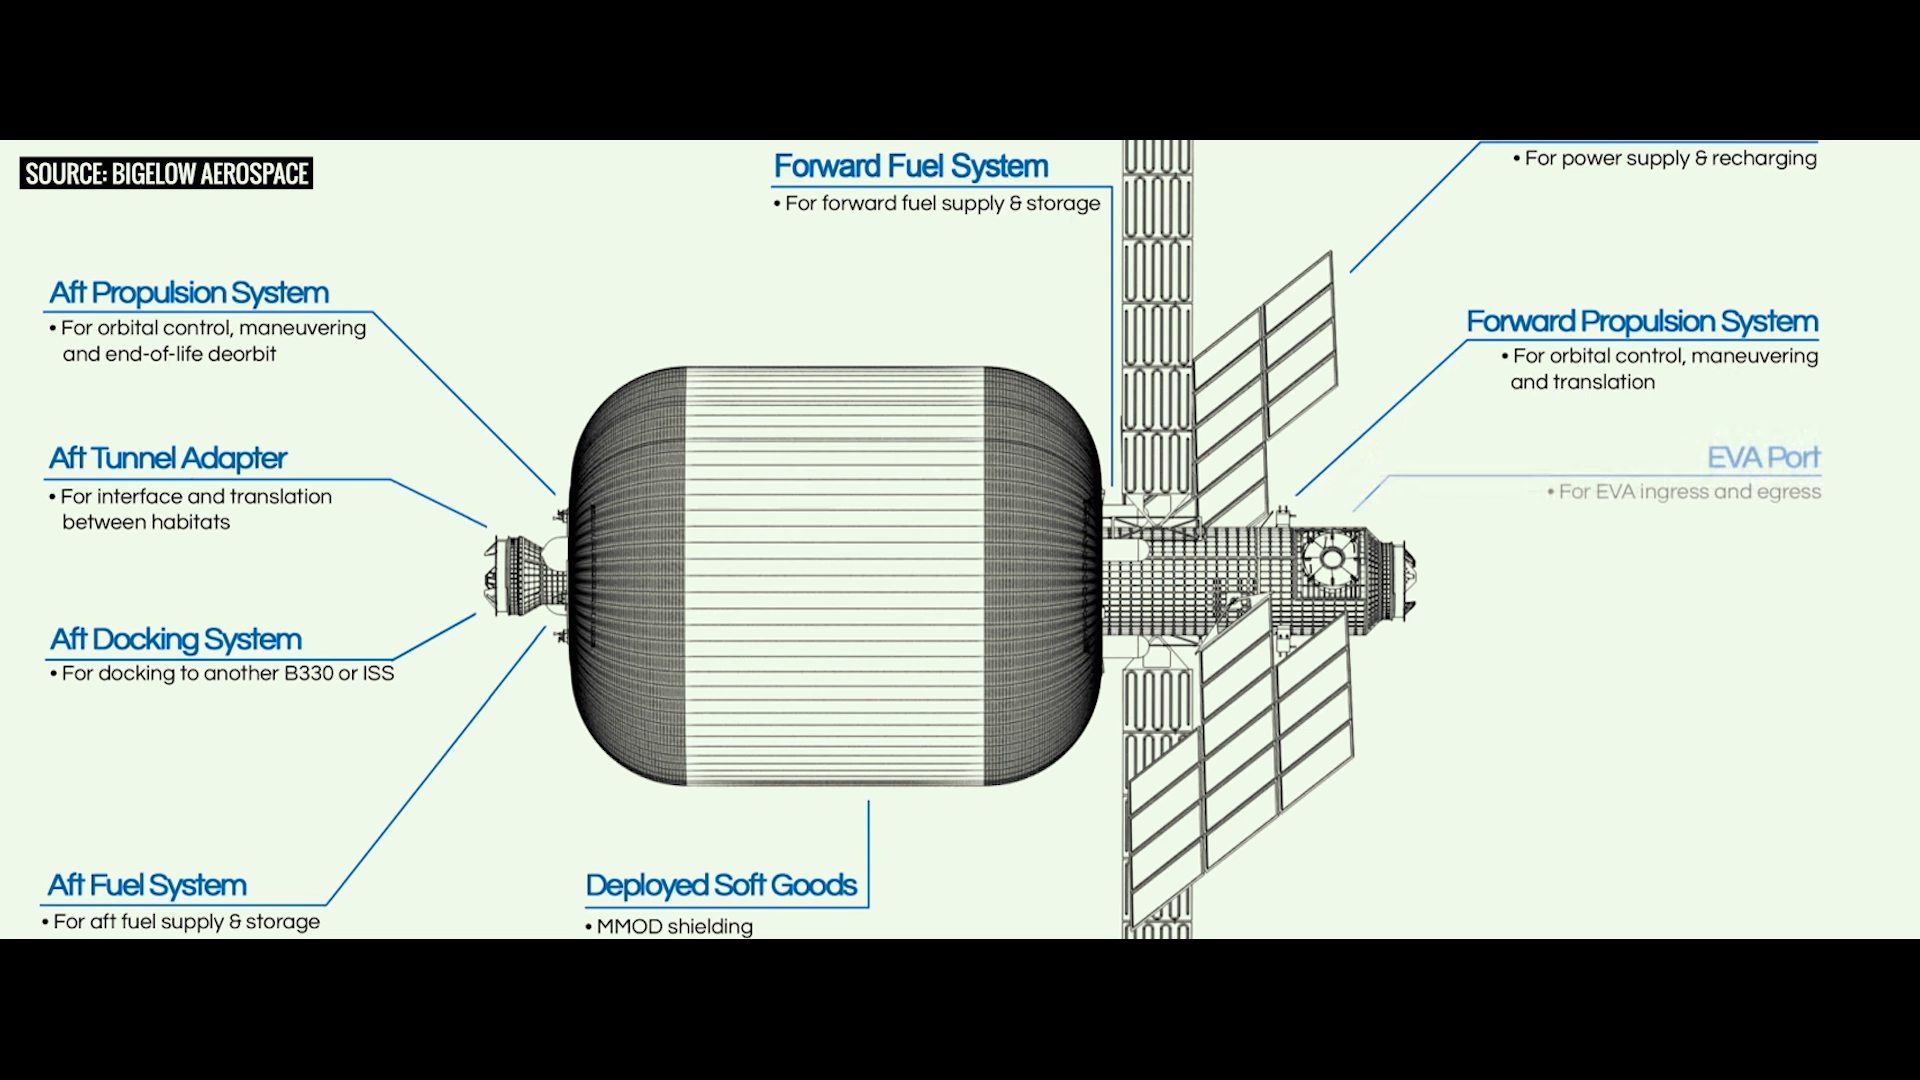 SOURCE: BIGELOW AEROSPACE
Forward Fuel System
• For forward fuel supply & storage
• For power supply & recharging
Aft Propulsion System
• For orbital control, maneuvering
and end-of-life deorbit
Forward Propulsion System
• For orbital control, maneuvering
and translation
Aft Tunnel Adapter
• For interface and translation
between habitats
EVA Port
• For EVA ingress and egress
Aft Docking System
• For docking to another B330 or ISS
Aft Fuel System
• For aft fuel supply & storage
Deployed Soft Goods
• MMOD shielding